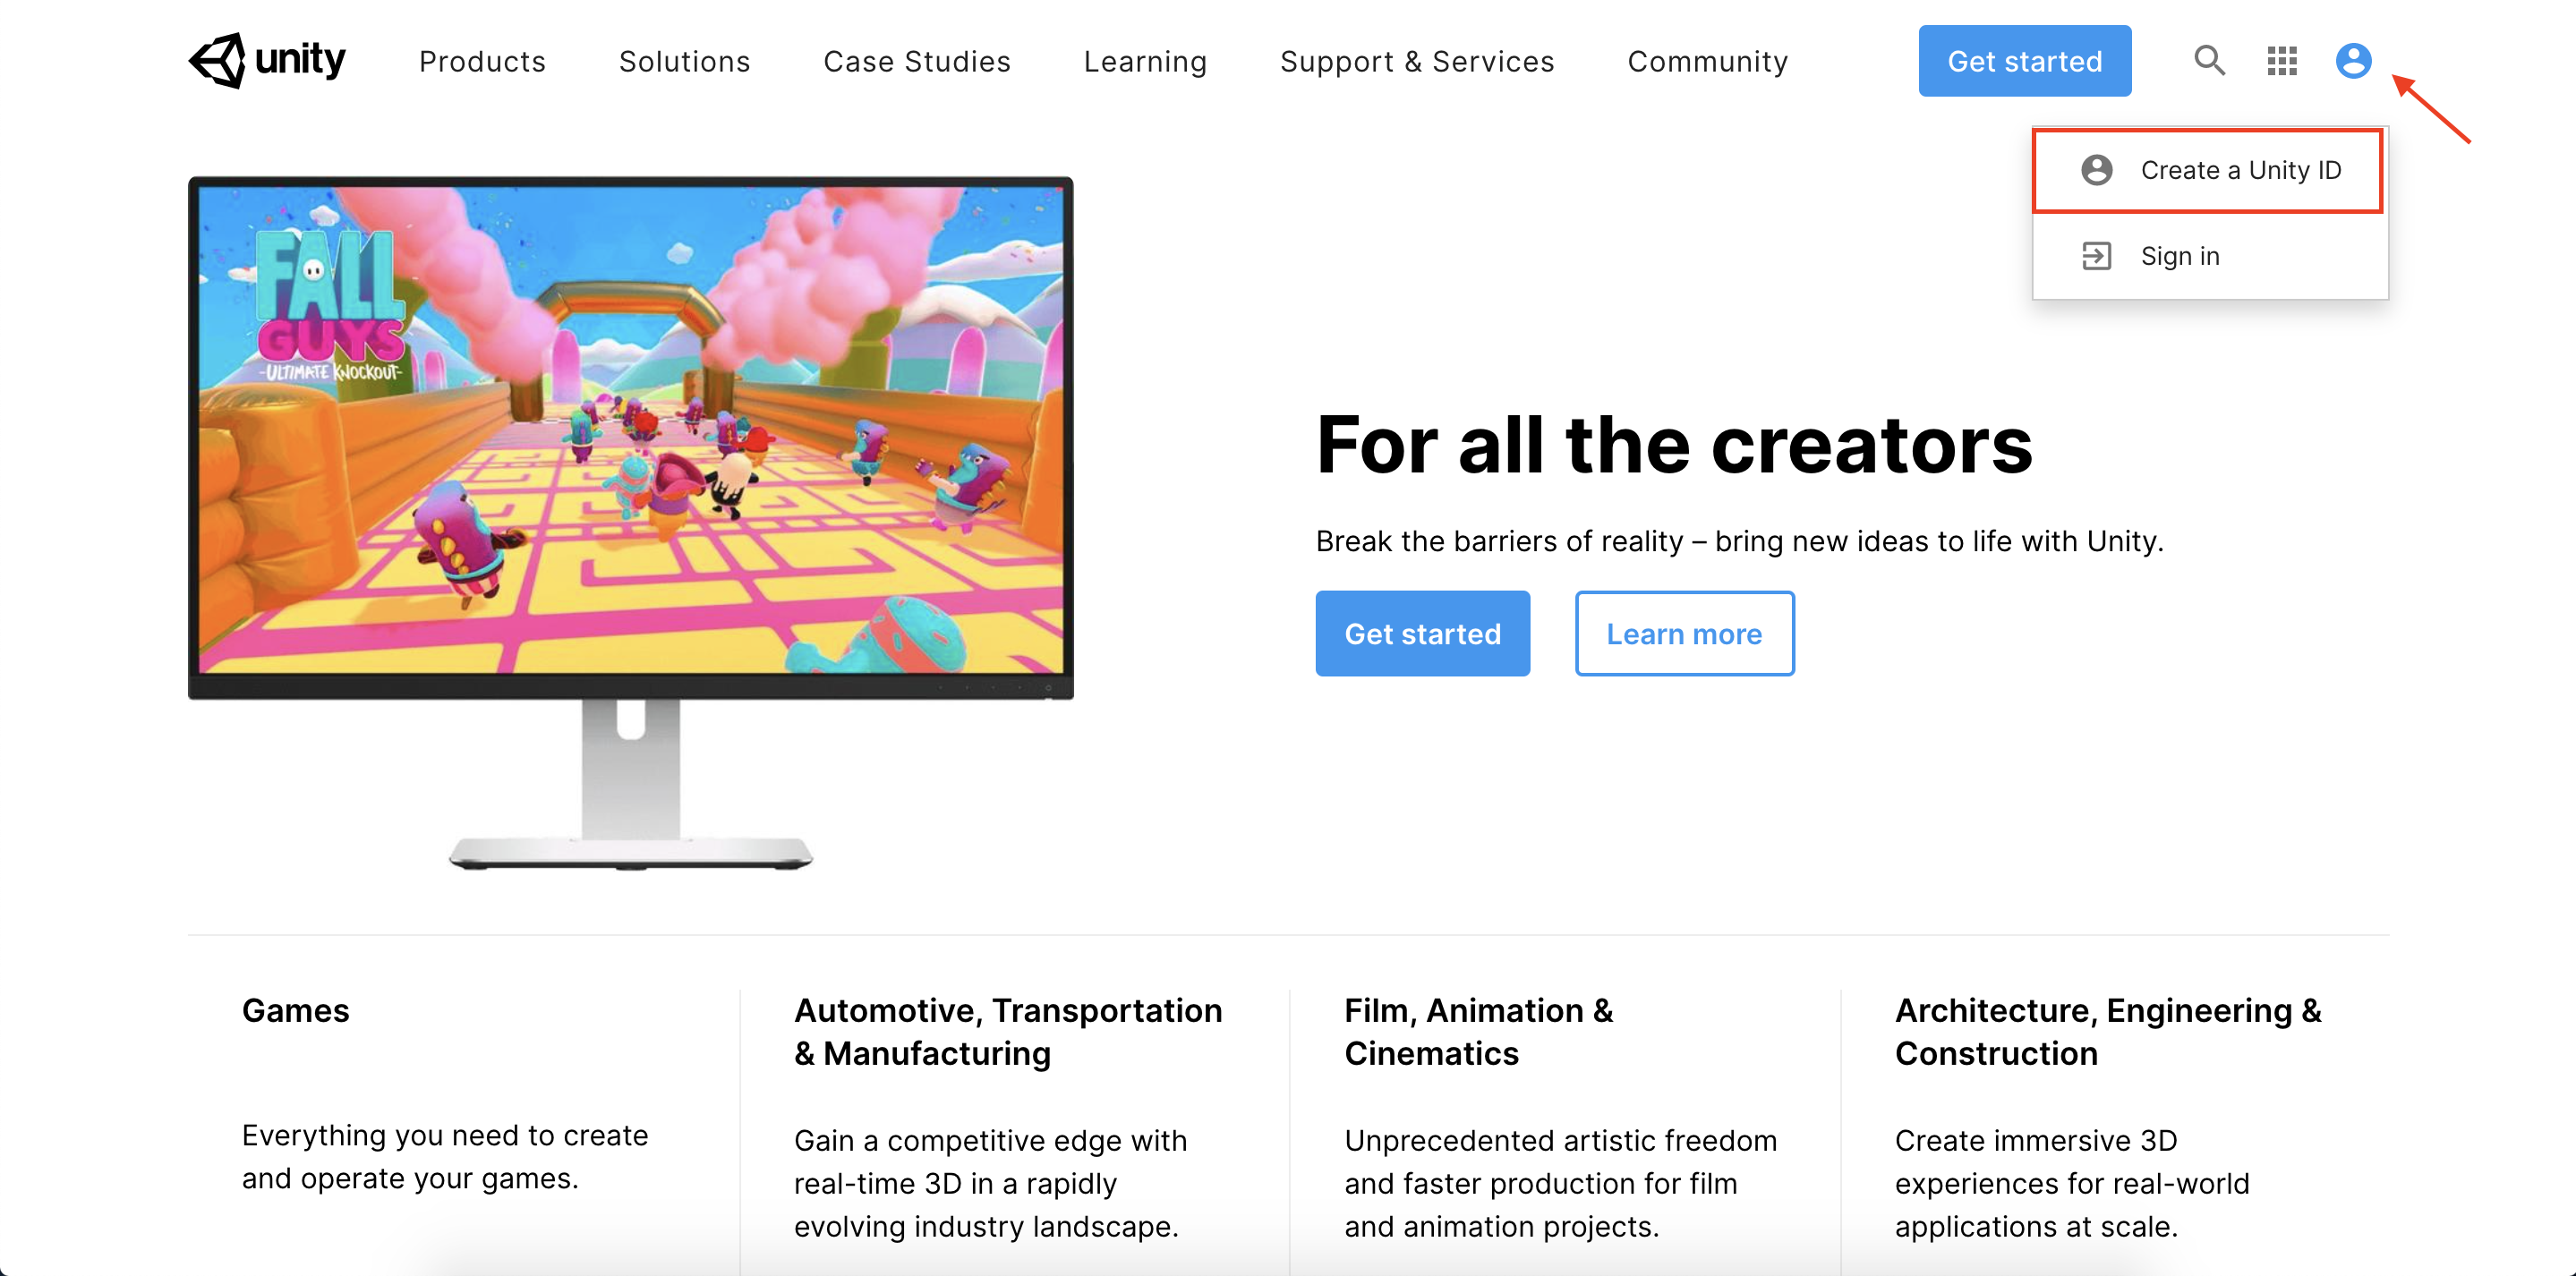 unity
Products
Solutions
Case Studies
Learning
Support & Services
Community
Get started
Create a Unity ID
Sign in
FALL
GUYS
-ULTIMATE KNOCKOUT-
For all the creators
Break the barriers of reality – bring new ideas to life with Unity.
Get started
Learn more
Games
Everything you need to create
and operate your games.
Automotive, Transportation
& Manufacturing
Gain a competitive edge with
real-time 3D in a rapidly
evolving industry landscape.
Film, Animation &
Cinematics
Unprecedented artistic freedom
and faster production for film
and animation projects.
Architecture, Engineering &
Construction
Create immersive 3D
experiences for real-world
applications at scale.